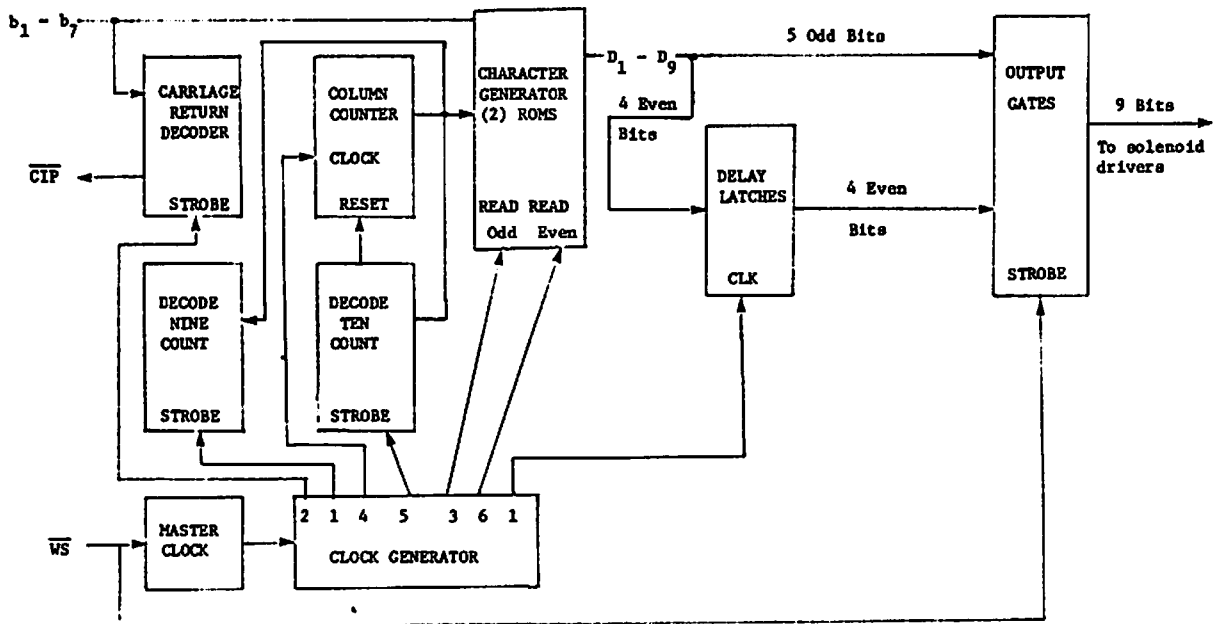 b1 - b7
CARRIAGE
RETURN
DECODER
STROBE
CIP
COLUMN
COUNTER
CLOCK
RESET
CHARACTER
GENERATOR
(2) ROMS
READ READ
Odd Even
D1 - D9
5 Odd Bits
4 Even
Bits
DELAY
LATCHES
CLK
4 Even
Bits
OUTPUT
GATES
STROBE
9 Bits
To solenoid
drivers
DECODE
NINE
COUNT
STROBE
DECODE
TEN
COUNT
STROBE
2 1 4 5 3 6 1
CLOCK GENERATOR
WS
MASTER
CLOCK